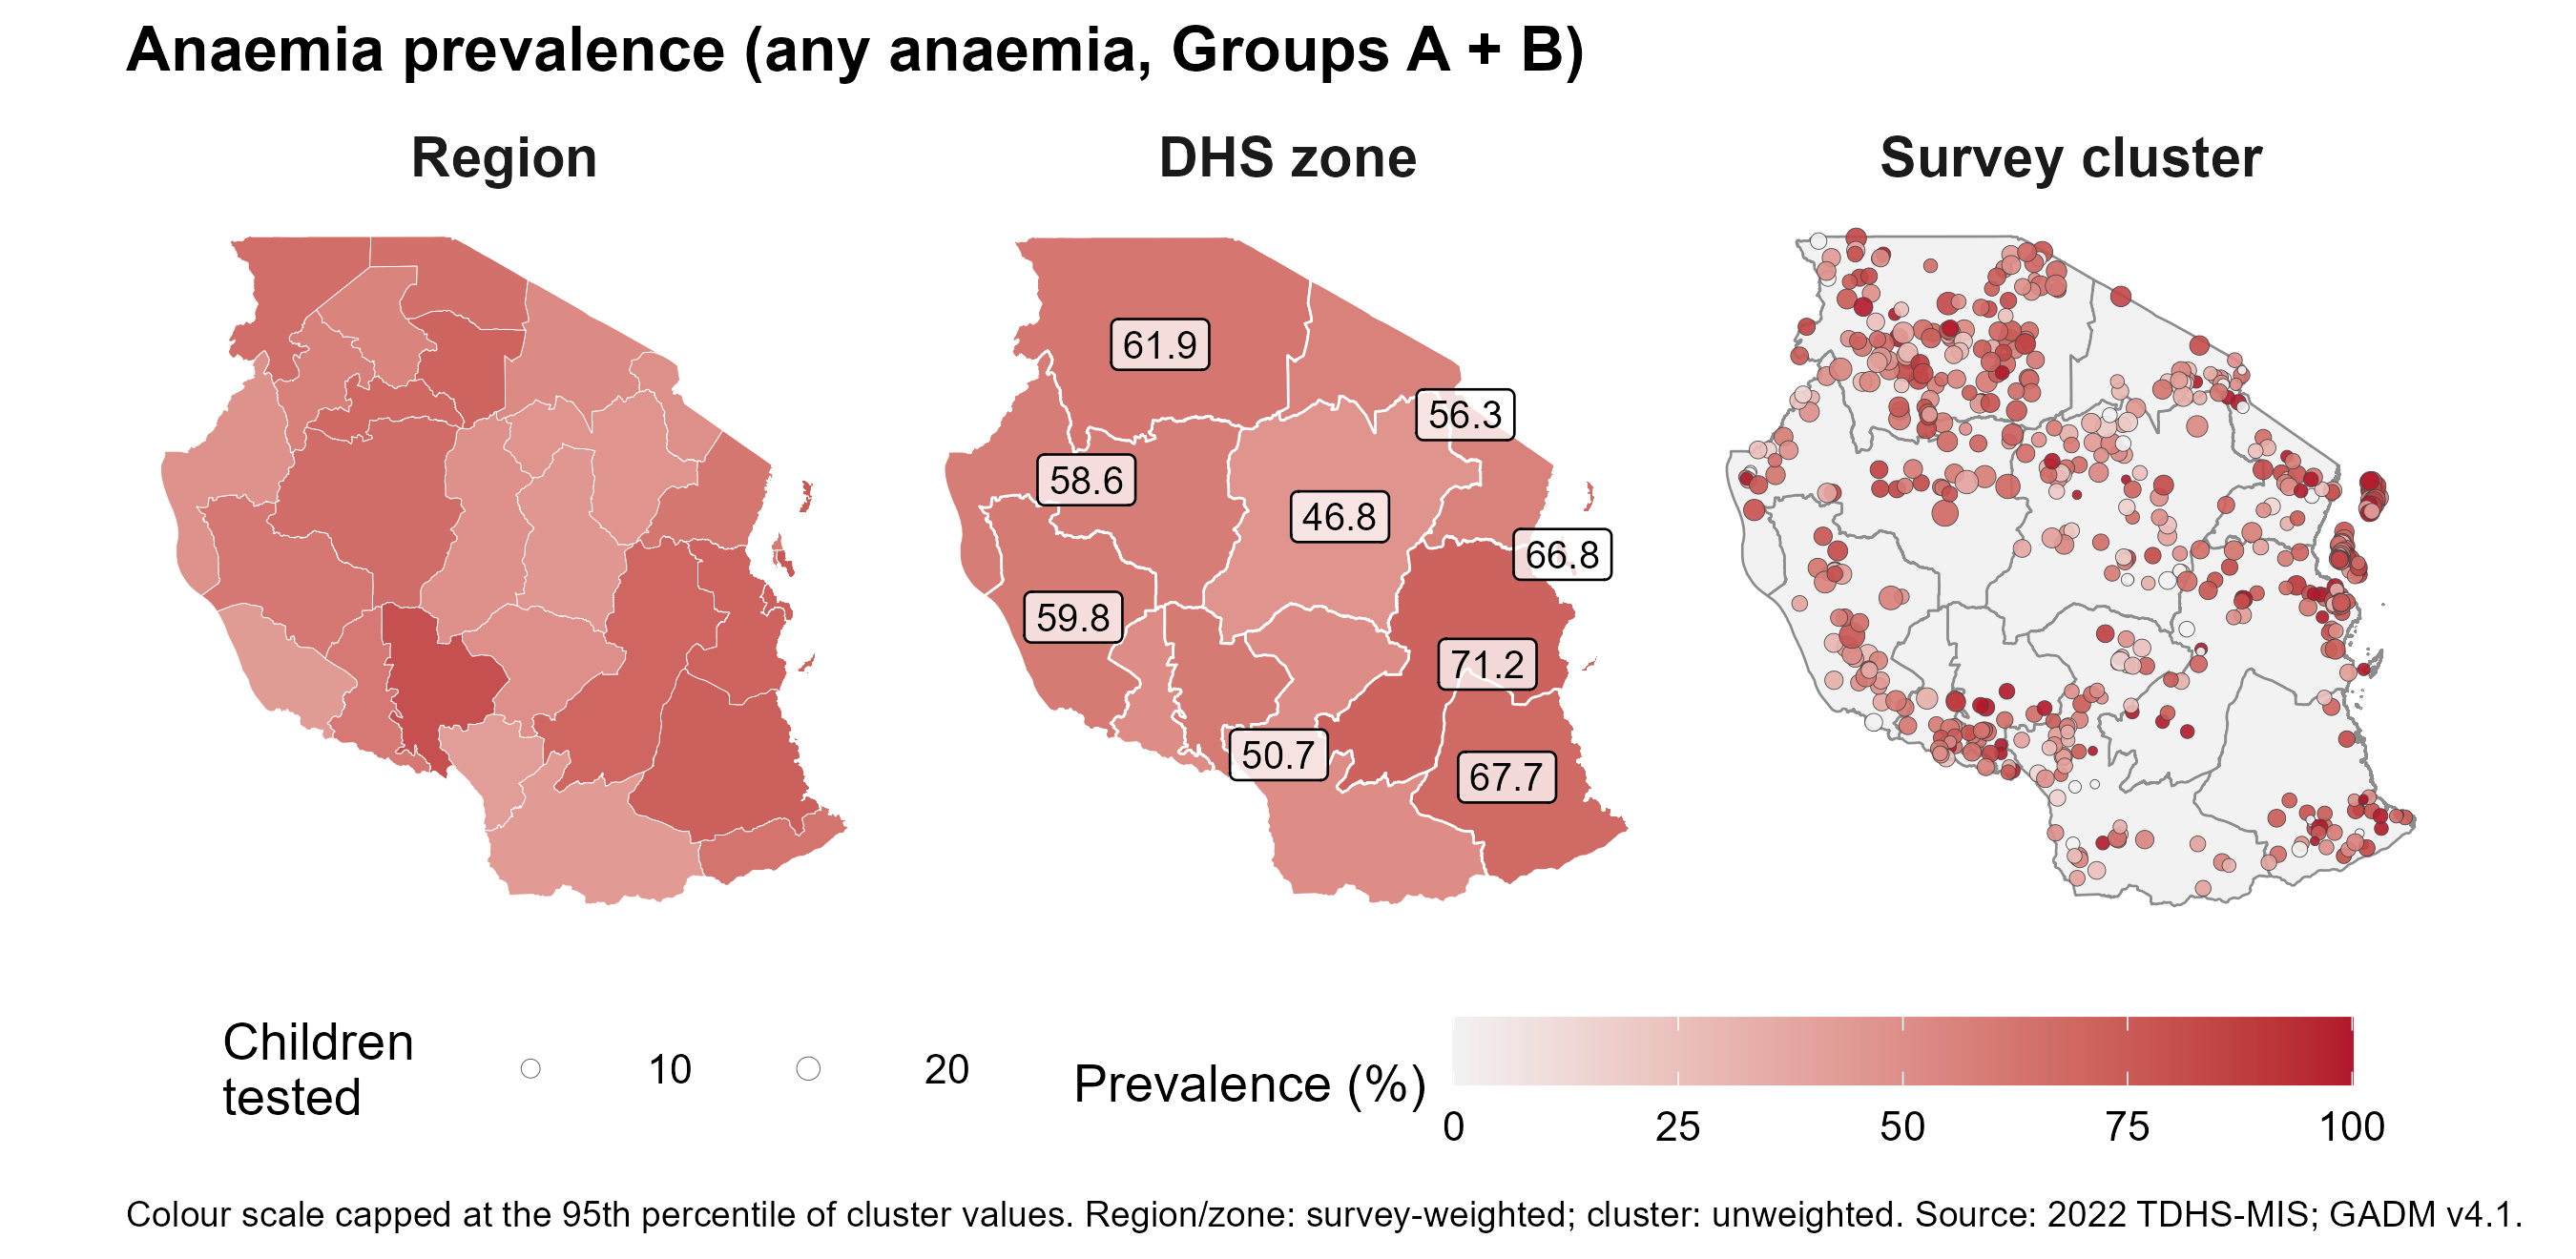 Anaemia prevalence (any anaemia, Groups A + B)
Region
DHS zone
Survey cluster
61.9
56.3
58.6
46.8
66.8
59.8
71.2
50.7
67.7
Children
tested
10
20
Prevalence (%)
0
25
50
75
100
Colour scale capped at the 95th percentile of cluster values. Region/zone: survey-weighted; cluster: unweighted. Source: 2022 TDHS-MIS; GADM v4.1.